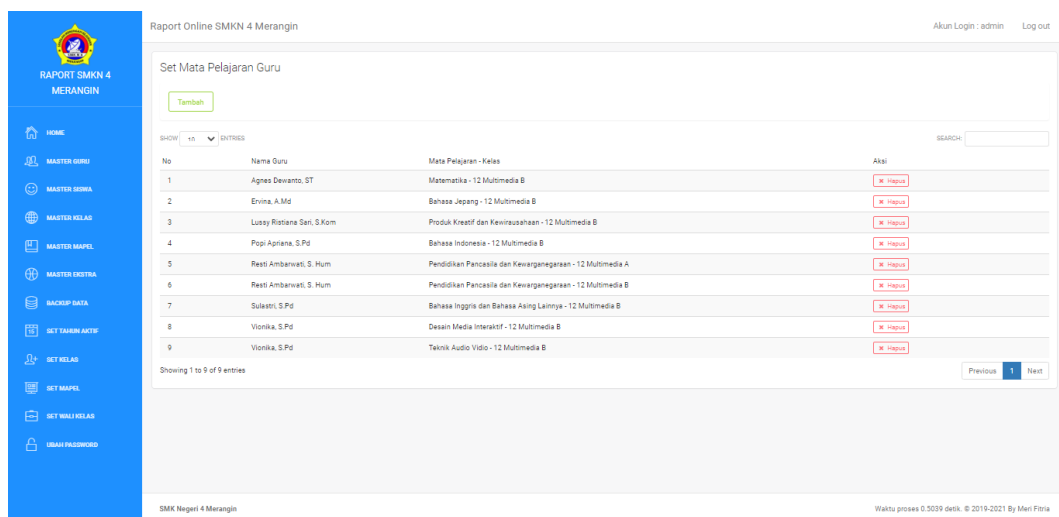 Raport Online SMKN 4 Merangin
Akun Login : admin
Log out
RAPORT SMKN 4
MERANGIN
HOME
MASTER GURU
MASTER SISWA
MASTER KELAS
MASTER MAPEL
MASTER EKSTRA
BACKUP DATA
SET TAHUN AKTIF
SET KELAS
SET MAPEL
SET WALI KELAS
UBAH PASSWORD
Set Mata Pelajaran Guru
Tambah
SHOW 10 ENTRIES
SEARCH:
No Nama Guru Mata Pelajaran - Kelas Aksi
1 Agnes Dewanto, ST Matematika - 12 Multimedia B Hapus
2 Ervina, A.Md Bahasa Jepang - 12 Multimedia B Hapus
3 Lussy Ristiana Sari, S.Kom Produk Kreatif dan Kewirausahaan - 12 Multimedia B Hapus
4 Popi Apriana, S.Pd Bahasa Indonesia - 12 Multimedia B Hapus
5 Resti Ambarwati, S. Hum Pendidikan Pancasila dan Kewarganegaraan - 12 Multimedia A Hapus
6 Resti Ambarwati, S. Hum Pendidikan Pancasila dan Kewarganegaraan - 12 Multimedia B Hapus
7 Sulastri, S.Pd Bahasa Inggris dan Bahasa Asing Lainnya - 12 Multimedia B Hapus
8 Vionika, S.Pd Desain Media Interaktif - 12 Multimedia B Hapus
9 Vionika, S.Pd Teknik Audio Vidio - 12 Multimedia B Hapus
Showing 1 to 9 of 9 entries
Previous 1 Next
SMK Negeri 4 Merangin
Waktu proses 0.5039 detik. © 2019-2021 By Meri Fitria